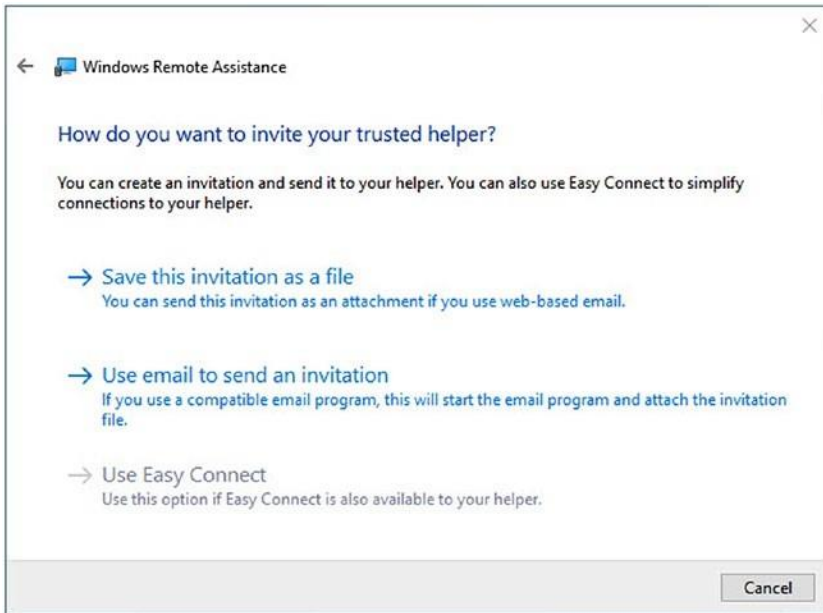 Windows Remote Assistance
How do you want to invite your trusted helper?
You can create an invitation and send it to your helper. You can also use Easy Connect to simplify
connections to your helper.
Save this invitation as a file
You can send this invitation as an attachment if you use web-based email.
Use email to send an invitation
If you use a compatible email program, this will start the email program and attach the invitation
file.
Use Easy Connect
Use this option if Easy Connect is also available to your helper.
Cancel